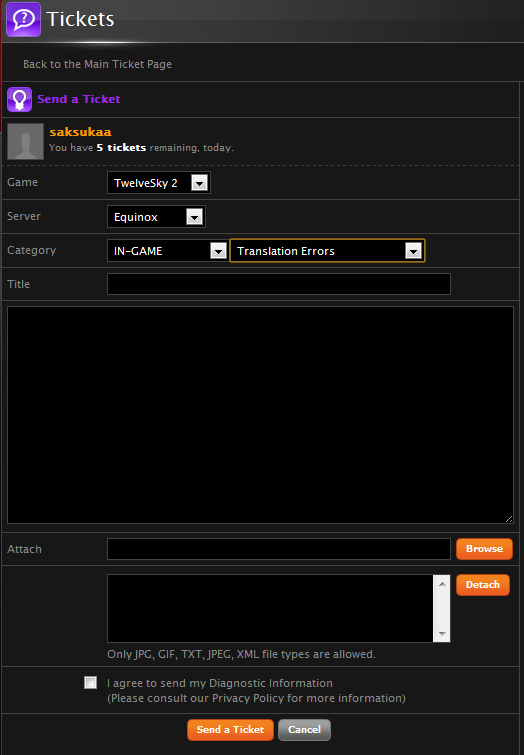 Tickets
Back to the Main Ticket Page
Send a Ticket
saksukaa
You have 5 tickets remaining, today.
Game TwelveSky 2
Server Equinox
Category IN-GAME Translation Errors
Title
Attach Browse
Detach
Only JPG, GIF, TXT, JPEG, XML file types are allowed.
I agree to send my Diagnostic Information
(Please consult our Privacy Policy for more information)
Send a Ticket Cancel